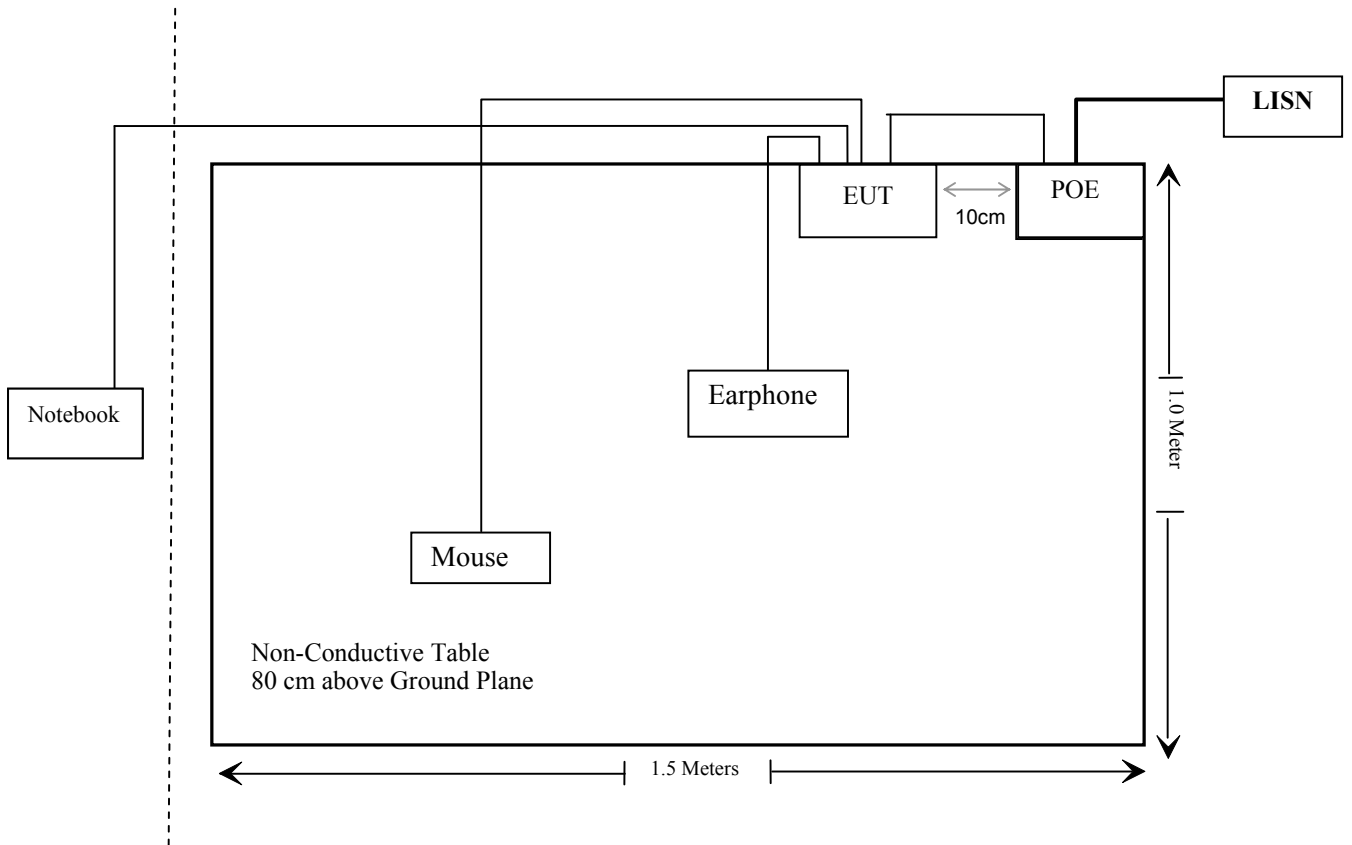 LISN
EUT
POE
10cm
Notebook
Earphone
1.0 Meter
Mouse
Non-Conductive Table
80 cm above Ground Plane
1.5 Meters